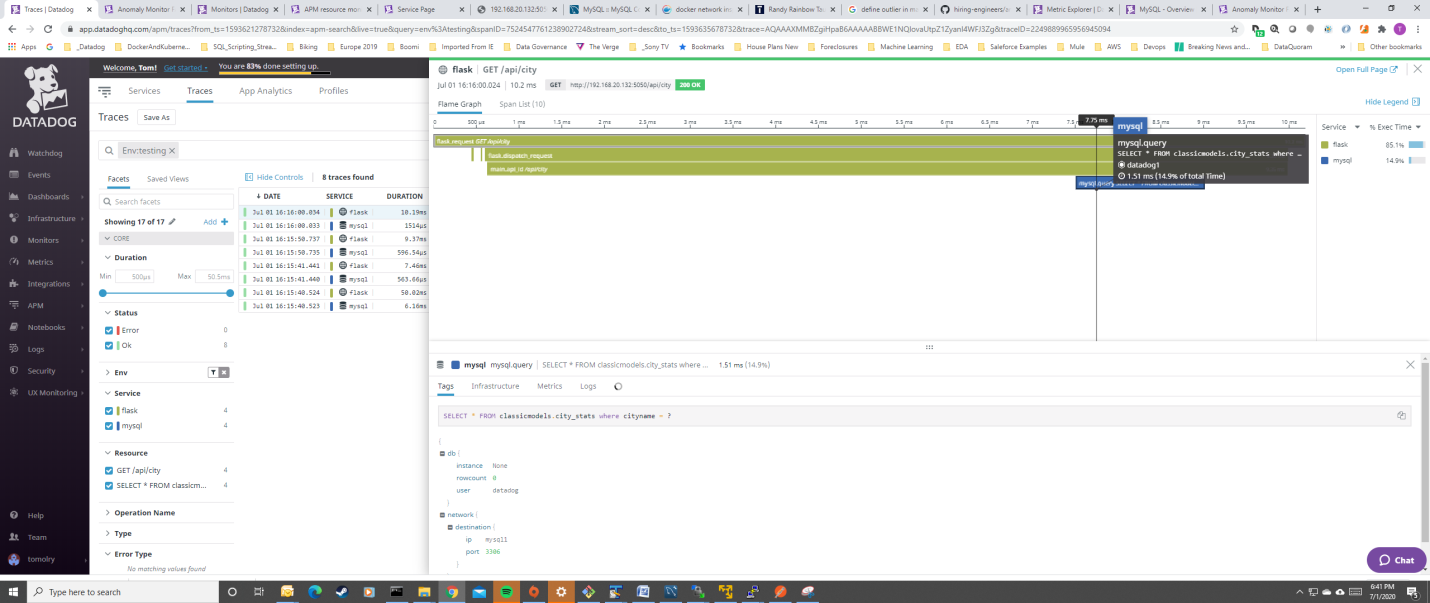 Traces | Datadog
Anomaly Monitor
Monitors | Datadog
APM resource mon
Service Page
192.168.20.132:505
MySQL :: MySQL C
docker network ins
Randy Rainbow Ta
define outlier in m
hiring-engineers/a
Metric Explorer | D
MySQL - Overview
Anomaly Monitor
app.datadoghq.com/apm/traces?from_ts=1593621278732&index=apm-search&live=true&query=env%3Atesting&spanID=7524547761238902724&stream_sort=desc&to_ts=1593635678732&trace=
Apps
_Datadog
DockerAndKuberne...
SQL_Scripting_Strea...
Biking
Europe 2019
Boomi
Imported From IE
Data Governance
The Verge
_Sony TV
Bookmarks
House Plans New
Foreclosures
Machine Learning
EDA
Saleforce Examples
Mule
AWS
Devops
Breaking News and...
DataQuoram
»
Other bookmarks
DATADOG
Watchdog
Events
Dashboards
Infrastructure
Monitors
Metrics
Integrations
APM
Notebooks
Logs
Security
UX Monitoring
Help
Team
tomolry
Welcome, Tom! Get started
You are 83% done setting up.
Services Traces App Analytics Profiles
Traces Save As
Env:testing
Facets Saved Views
Search facets
Showing 17 of 17 Add +
CORE
Duration
Min 500µs Max 50.5ms
Status
Error 0
Ok 8
Env
Service
flask 4
mysql 4
Resource
GET /api/city 4
SELECT * FROM classicm... 4
Operation Name
Type
Error Type
No matching values found
Hide Controls 8 traces found
DATE SERVICE DURATION
Jul 01 16:16:00.034 flask 10.19ms
Jul 01 16:16:00.033 mysql 1514µs
Jul 01 16:15:50.737 flask 9.37ms
Jul 01 16:15:50.735 mysql 596.54µs
Jul 01 16:15:41.441 flask 7.46ms
Jul 01 16:15:41.440 mysql 563.66µs
Jul 01 16:15:40.524 flask 50.02ms
Jul 01 16:15:40.523 mysql 6.16ms
flask GET /api/city
Open Full Page
Jul 01 16:16:00.024 10.2 ms GET http://192.168.20.132:5050/api/city 200 OK
Flame Graph Span List (10)
Hide Legend
0 500 µs 1 ms 1.5 ms 2 ms 2.5 ms 3 ms 3.5 ms 4 ms 4.5 ms 5 ms 5.5 ms 6 ms 6.5 ms 7 ms 7.5 8.5 ms 9 ms 9.5 ms 10 ms
7.75 ms
flask.request GET /api/city
flask.dispatch_request
main.api_id /api/city
mysql.query
mysql
mysql.query
SELECT * FROM classicmodels.city_stats where …
datadog1
1.51 ms (14.9% of total Time)
Service % Exec Time
flask 85.1%
mysql 14.9%
mysql mysql.query SELECT * FROM classicmodels.city_stats where ... 1.51 ms (14.9%)
Tags Infrastructure Metrics Logs
SELECT * FROM classicmodels.city_stats where cityname = ?
{
db {
instance None
rowcount 0
user datadog
}
network {
destination {
ip mysql1
port 3306
}
Chat
Type here to search
6:41 PM
7/1/2020